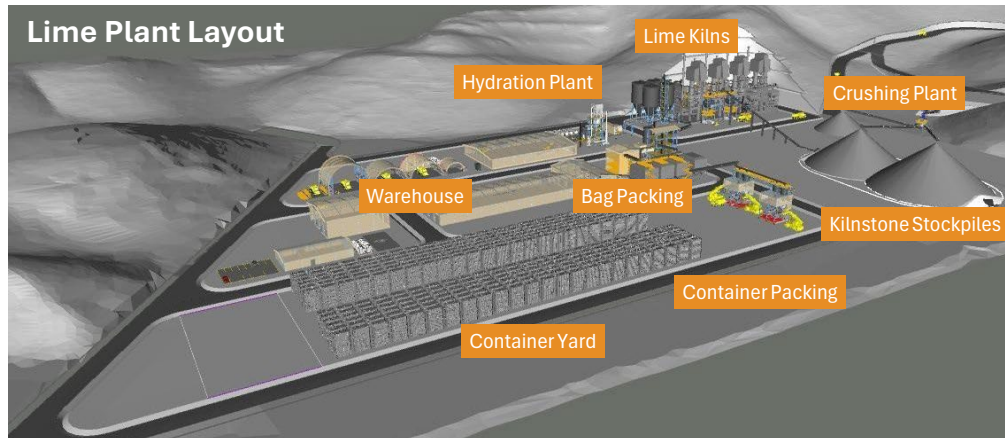 Lime Plant Layout
Lime Kilns
Hydration Plant
Crushing Plant
Warehouse
Bag Packing
Kilnstone Stockpiles
Container Packing
Container Yard